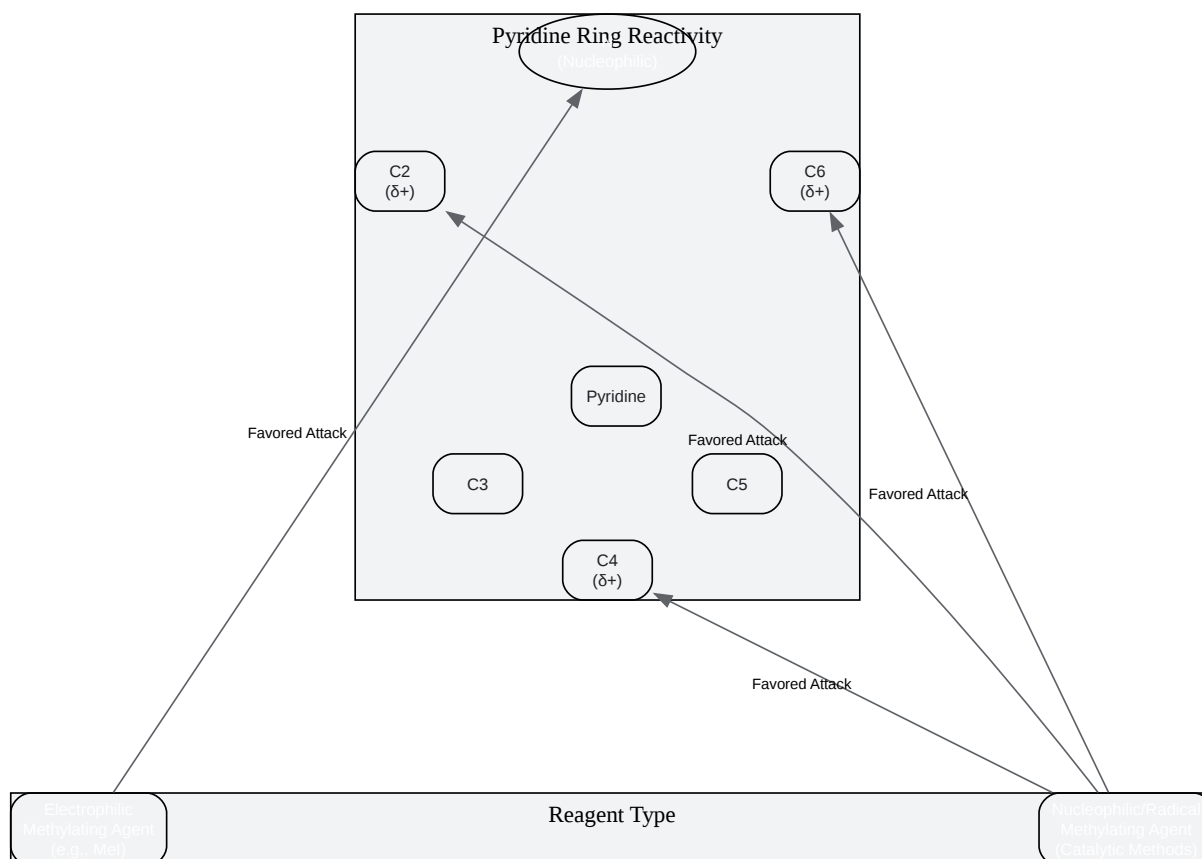 Pyridine Ring Reactivity
(Nucleophilic)
C2
(δ+)
C6
(δ+)
Pyridine
Favored Attack
Favored Attack
C3
C5
Favored Attack
C4
(δ+)
Favored Attack
Reagent Type
Electrophilic
Methylating Agent
(e.g., MeI)
Nucleophilic/Radical
Methylating Agent
(Catalytic Methods)